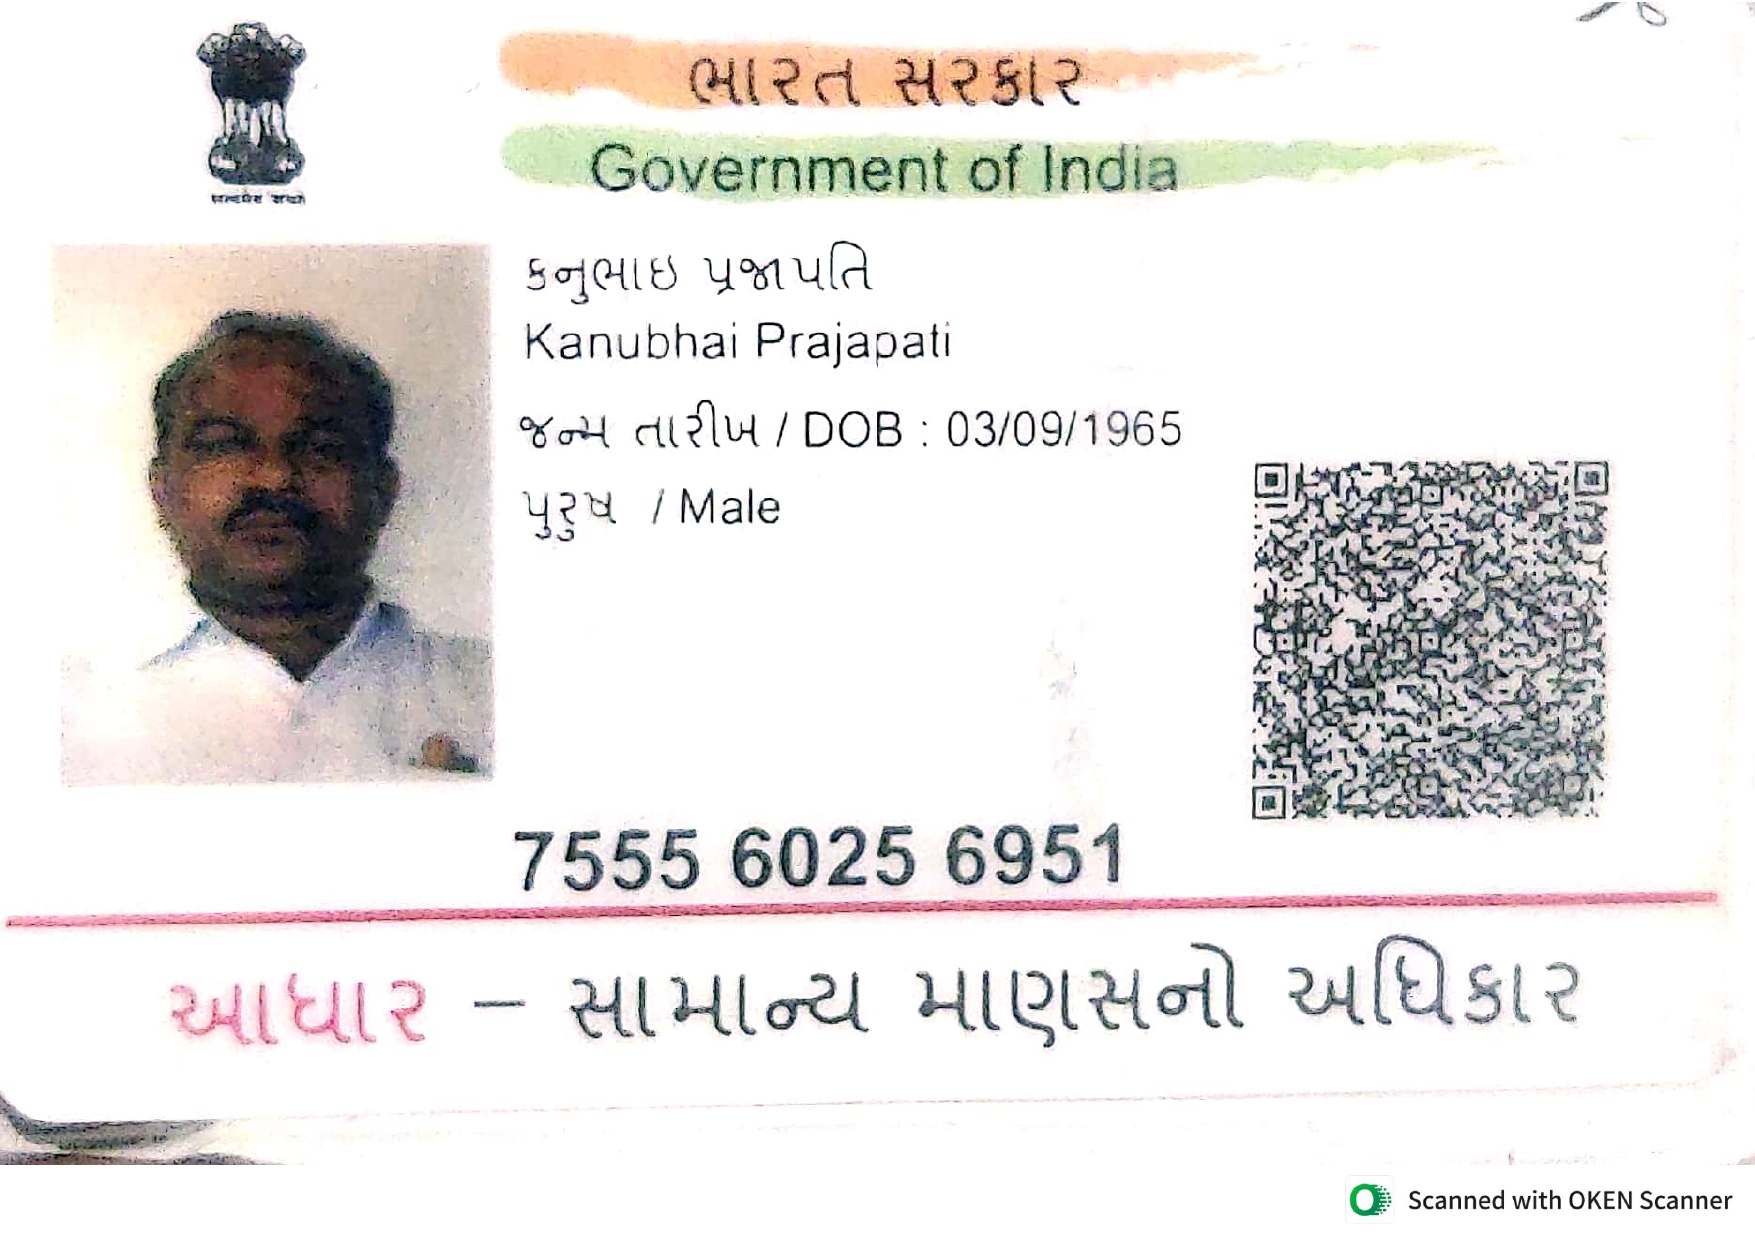 ભારત સરકાર
Government of India
सत्यमेव जयते
કનુભાઇ પ્રજાપતિ
Kanubhai Prajapati
જન્મ તારીખ / DOB : 03/09/1965
પુરુષ / Male
7555 6025 6951
આધાર – સામાન્ય માણસનો અધિકાર
Scanned with OKEN Scanner